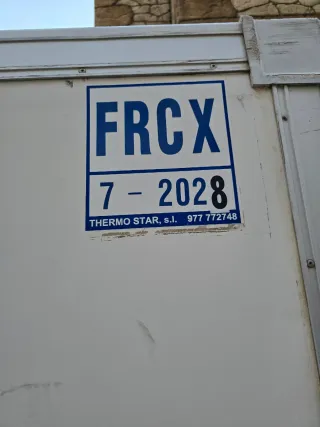 FRCX
7 - 2028
THERMO STAR, s.l. 977 772748